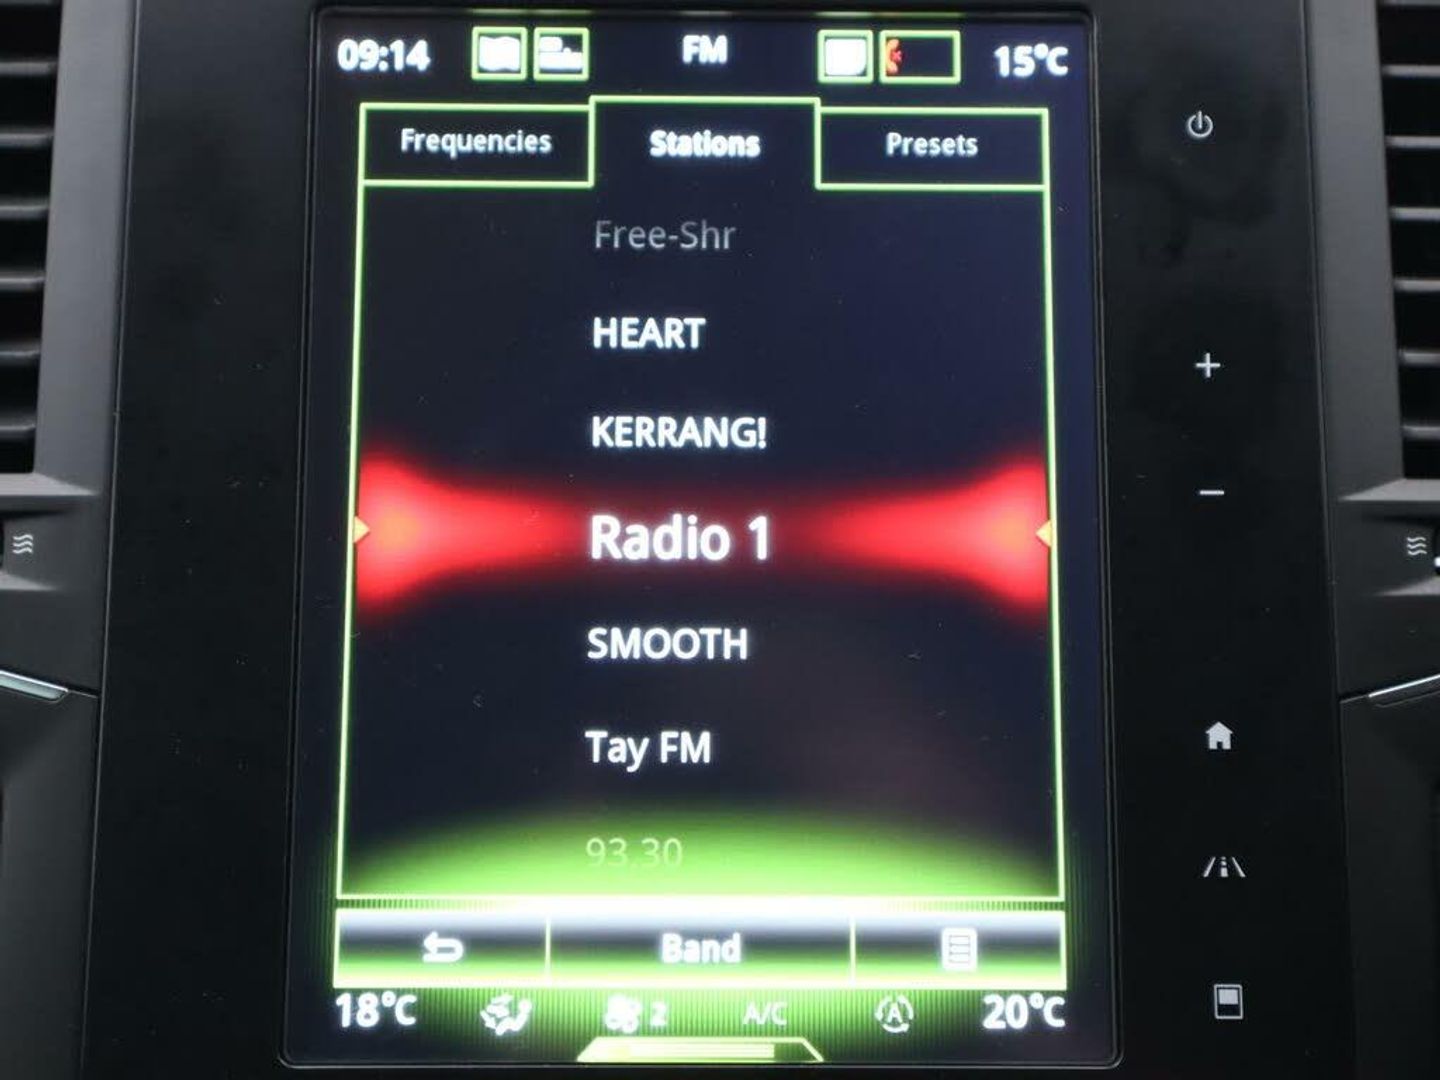 09:14 FM 15°C
Frequencies Stations Presets
Free-Shr
HEART
KERRANG!
Radio 1
SMOOTH
Tay FM
93.30
Band
18°C 2 A/C A 20°C